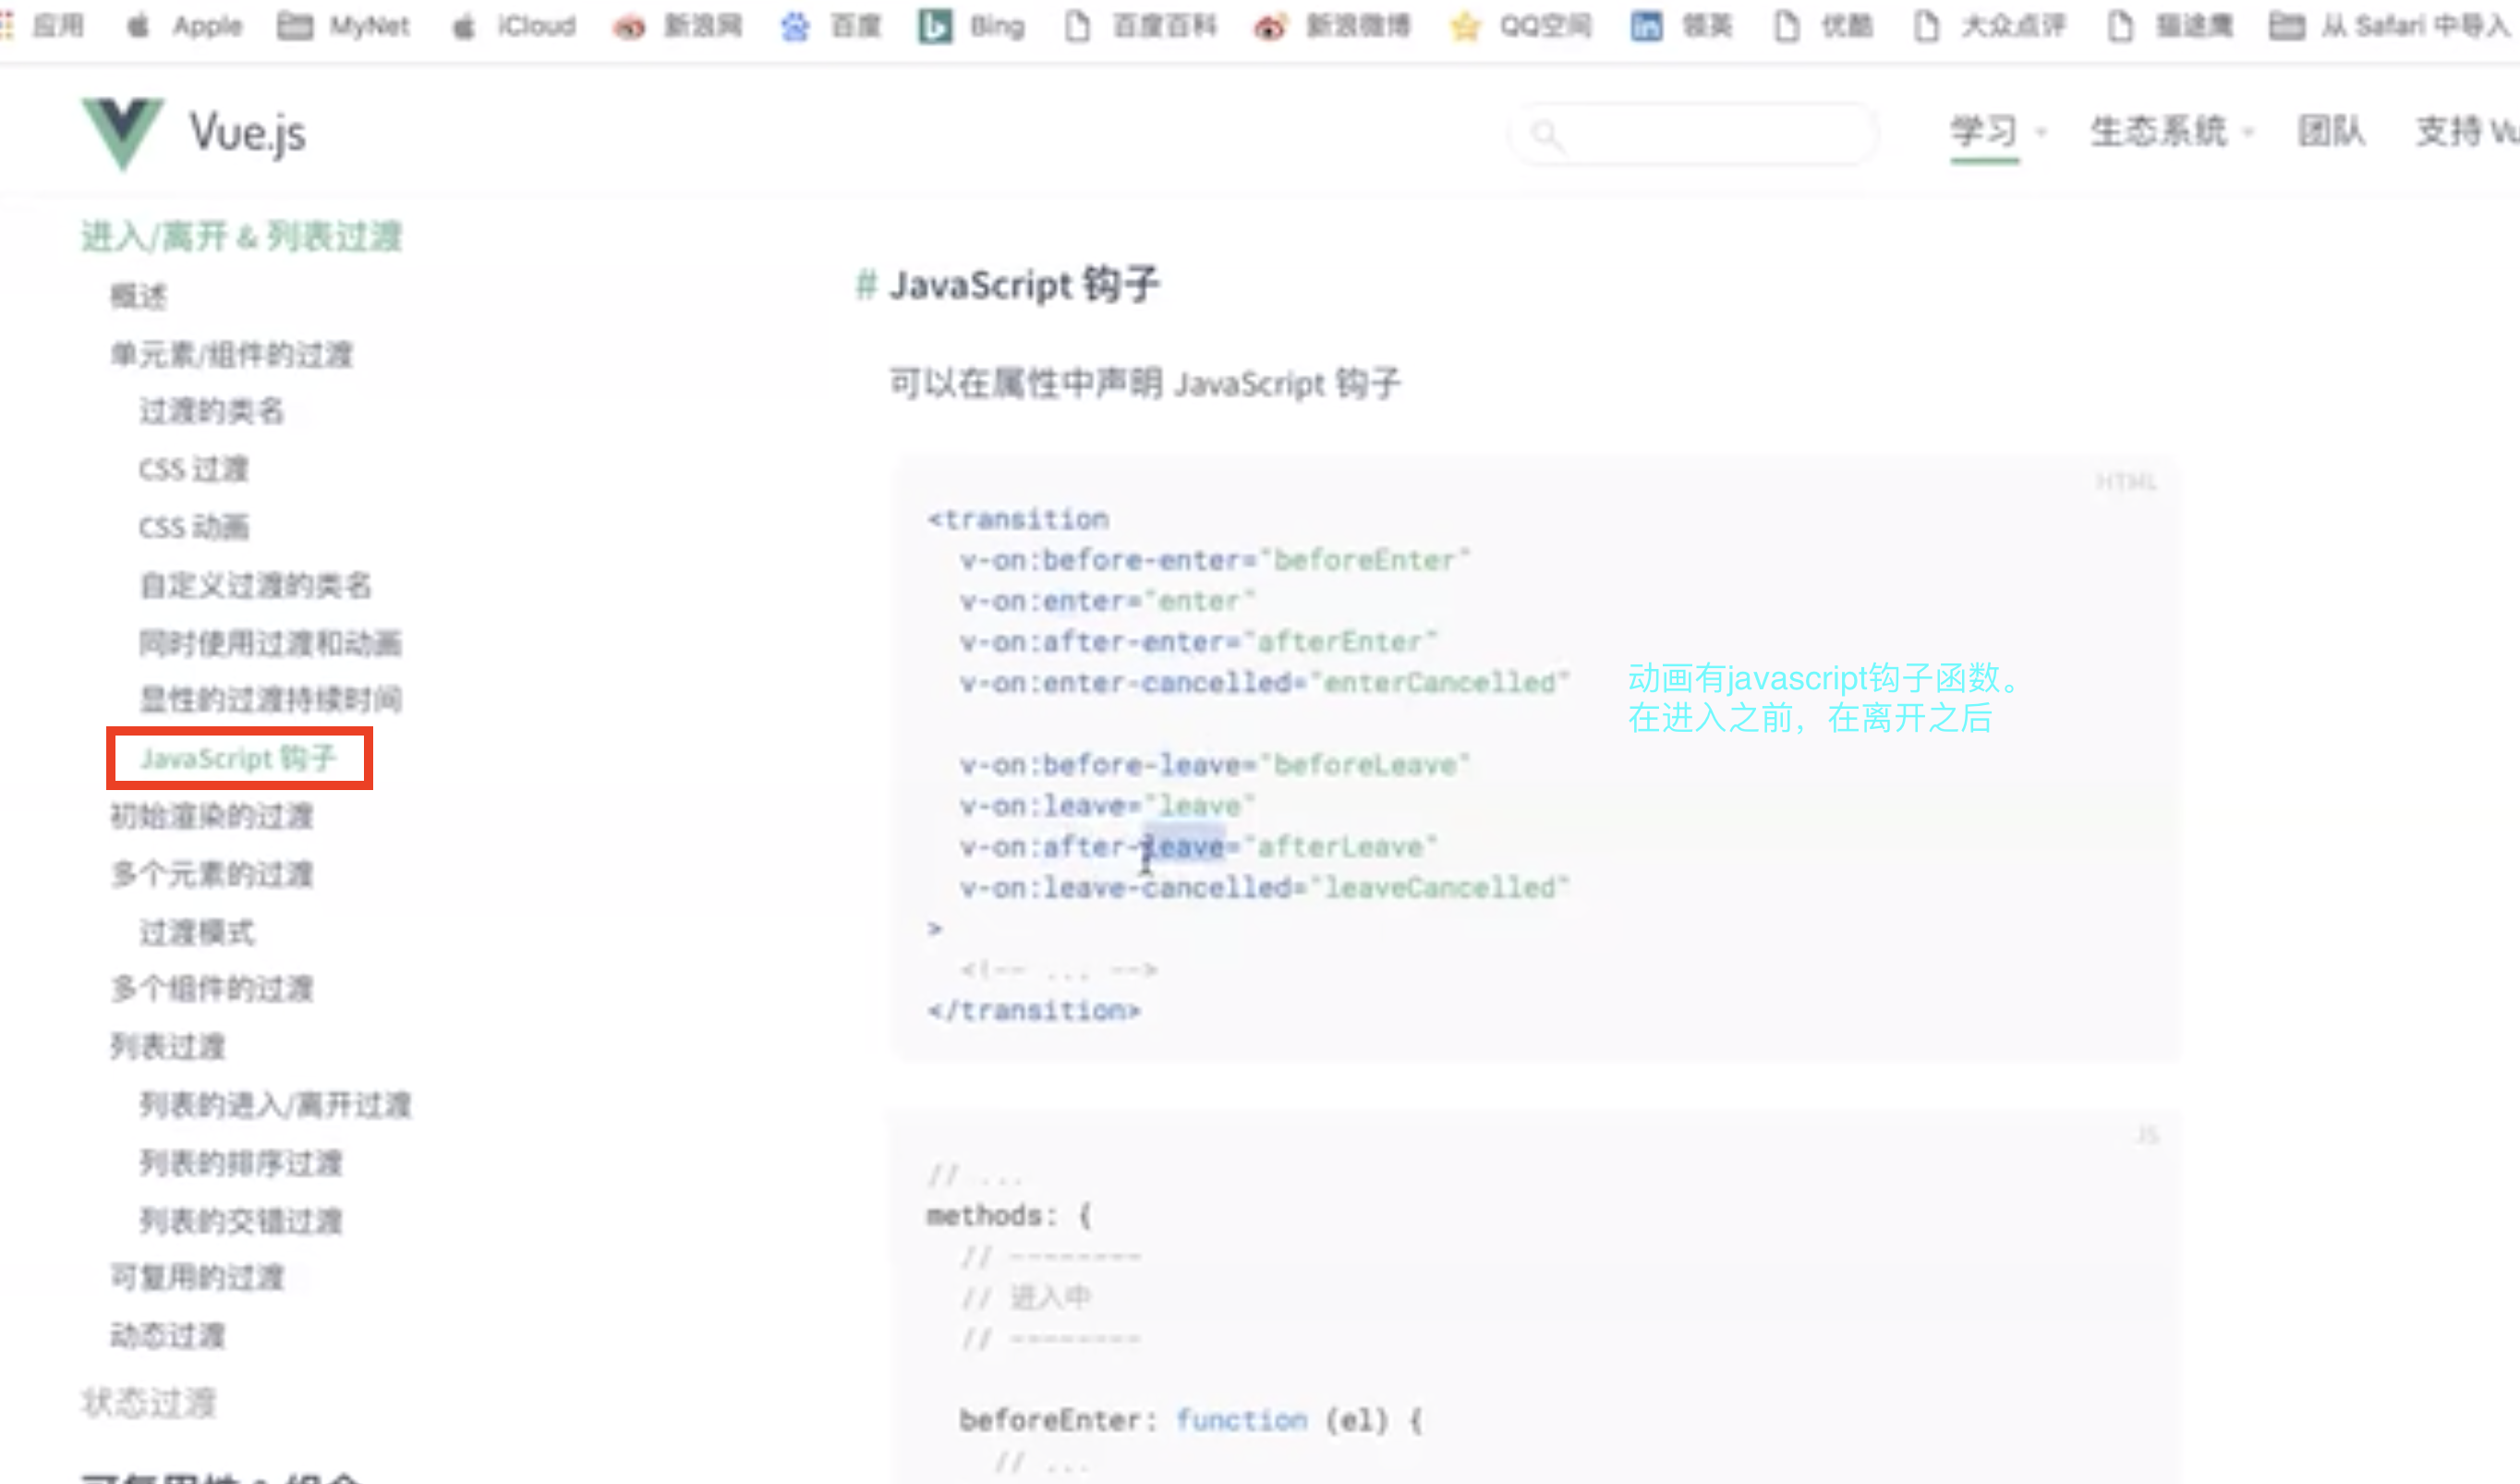 应用 Apple MyNet iCloud 新浪网 百度 Bing 百度百科 新浪微博 QQ空间 领英 优酷 大众点评 猫途鹰 从 Safari 中导入
Vue.js 学习 生态系统 团队 支持 Vu
进入/离开 & 列表过渡
概述
单元素/组件的过渡
过渡的类名
CSS 过渡
CSS 动画
自定义过渡的类名
同时使用过渡和动画
显性的过渡持续时间
JavaScript 钩子
初始渲染的过渡
多个元素的过渡
过渡模式
多个组件的过渡
列表过渡
列表的进入/离开过渡
列表的排序过渡
列表的交错过渡
可复用的过渡
动态过渡
状态过渡
可复用性 & 组合
# JavaScript 钩子
可以在属性中声明 JavaScript 钩子
HTML
<transition
v-on:before-enter="beforeEnter"
v-on:enter="enter"
v-on:after-enter="afterEnter"
v-on:enter-cancelled="enterCancelled"
v-on:before-leave="beforeLeave"
v-on:leave="leave"
v-on:after-leave="afterLeave"
v-on:leave-cancelled="leaveCancelled"
>
<!-- ... -->
</transition>
动画有javascript钩子函数。
在进入之前，在离开之后
JS
// ...
methods: {
// --------
// 进入中
// --------
beforeEnter: function (el) {
// ...